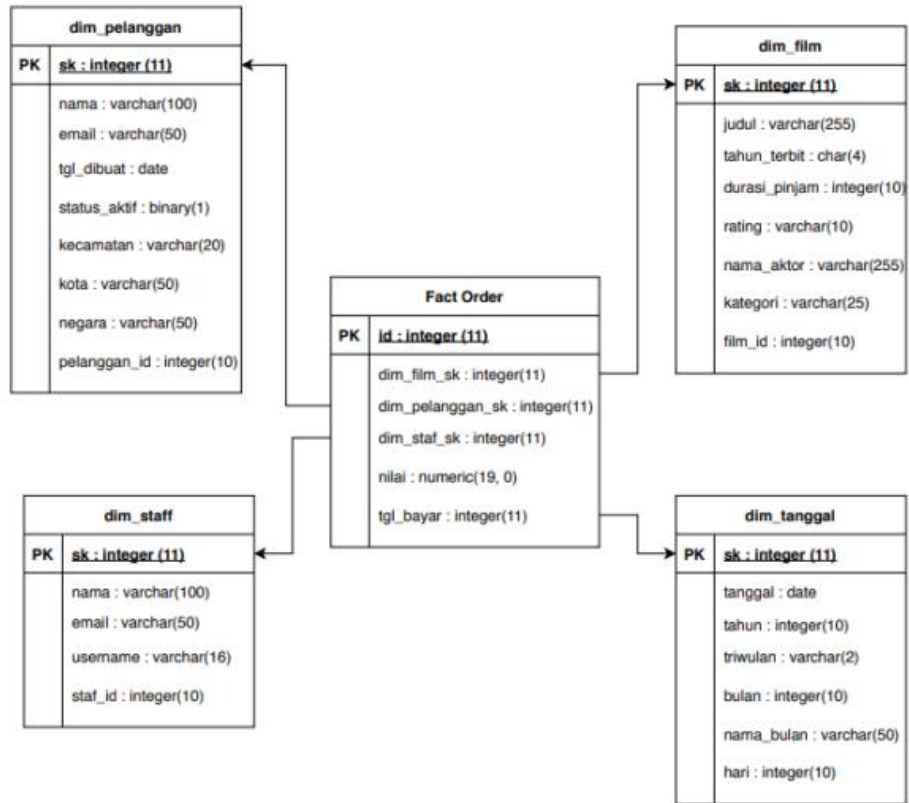 dim_pelanggan
PK sk : integer (11)
nama : varchar(100)
email : varchar(50)
tgl_dibuat : date
status_aktif : binary(1)
kecamatan : varchar(20)
kota : varchar(50)
negara : varchar(50)
pelanggan_id : integer(10)
dim_film
PK sk : integer (11)
judul : varchar(255)
tahun_terbit : char(4)
durasi_pinjam : integer(10)
rating : varchar(10)
nama_aktor : varchar(255)
kategori : varchar(25)
film_id : integer(10)
Fact Order
PK id : integer (11)
dim_film_sk : integer(11)
dim_pelanggan_sk : integer(11)
dim_staf_sk : integer(11)
nilai : numeric(19, 0)
tgl_bayar : integer(11)
dim_staff
PK sk : integer (11)
nama : varchar(100)
email : varchar(50)
username : varchar(16)
staf_id : integer(10)
dim_tanggal
PK sk : integer (11)
tanggal : date
tahun : integer(10)
triwulan : varchar(2)
bulan : integer(10)
nama_bulan : varchar(50)
hari : integer(10)